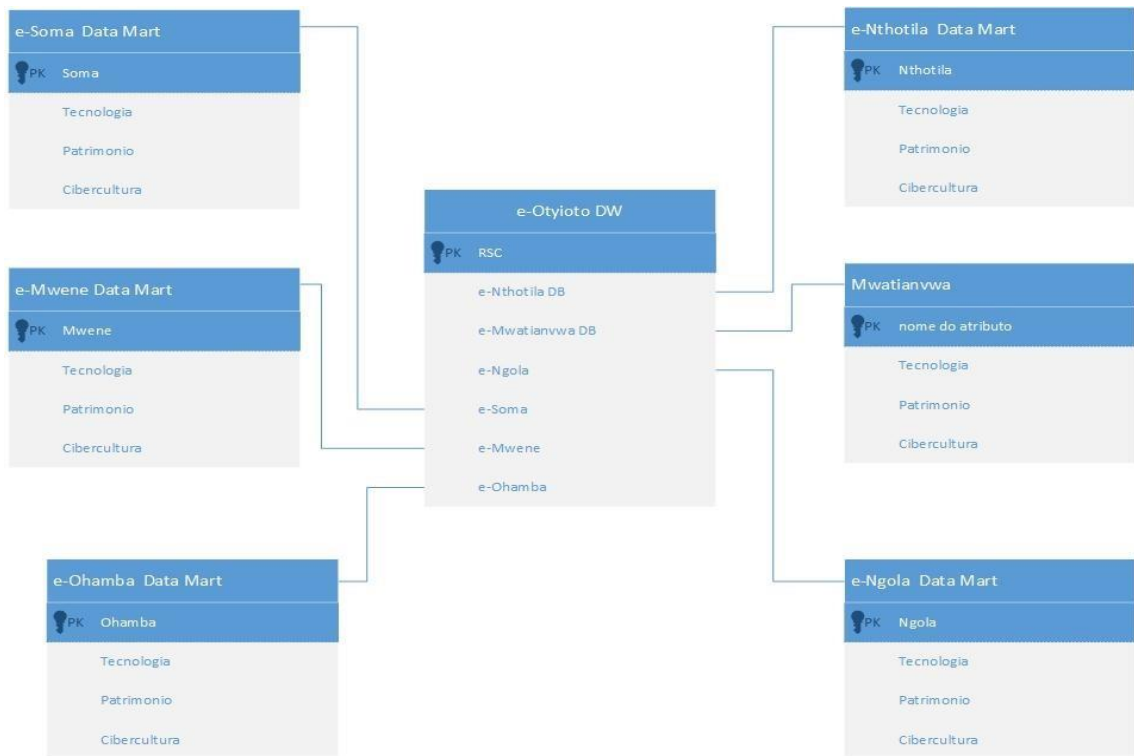 e-Soma Data Mart
PK Soma
Tecnologia
Patrimonio
Cibercultura
e-Mwene Data Mart
PK Mwene
Tecnologia
Patrimonio
Cibercultura
e-Ohamba Data Mart
PK Ohamba
Tecnologia
Patrimonio
Cibercultura
e-Otyioto DW
PK RSC
e-Nthotila DB
e-Mwatianvwa DB
e-Ngola
e-Soma
e-Mwene
e-Ohamba
e-Nthotila Data Mart
PK Nthotila
Tecnologia
Patrimonio
Cibercultura
Mwatianvwa
PK nome do atributo
Tecnologia
Patrimonio
Cibercultura
e-Ngola Data Mart
PK Ngola
Tecnologia
Patrimonio
Cibercultura